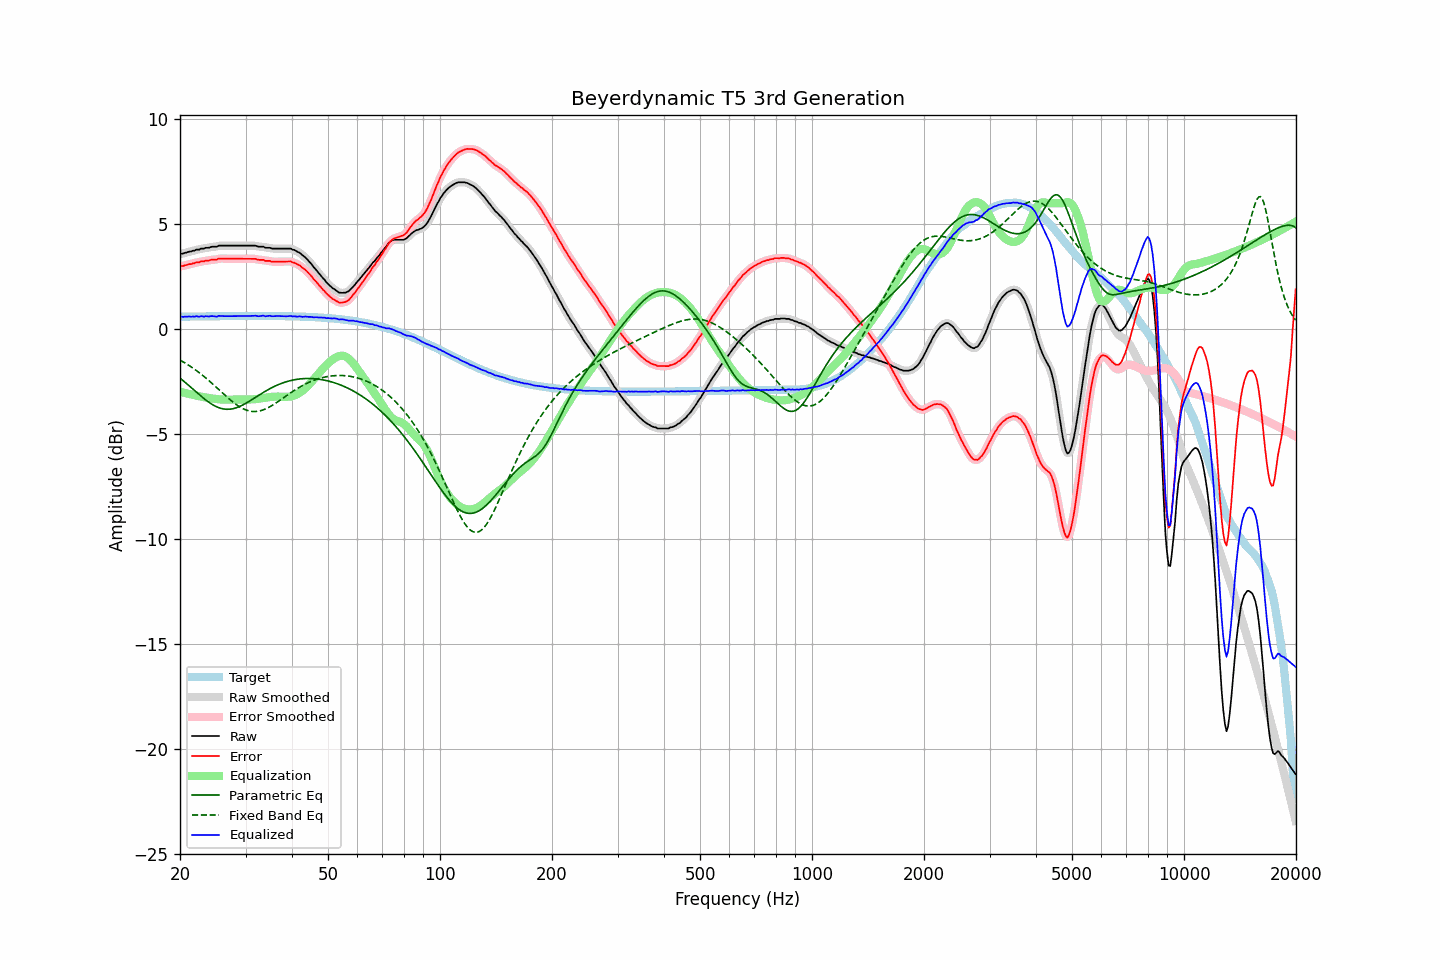 Beyerdynamic T5 3rd Generation
Amplitude (dBr)
10
5
0
−5
−10
−15
−20
−25
Target
Raw Smoothed
Error Smoothed
Raw
Error
Equalization
Parametric Eq
Fixed Band Eq
Equalized
20 50 100 200 500 1000 2000 5000 10000 20000
Frequency (Hz)